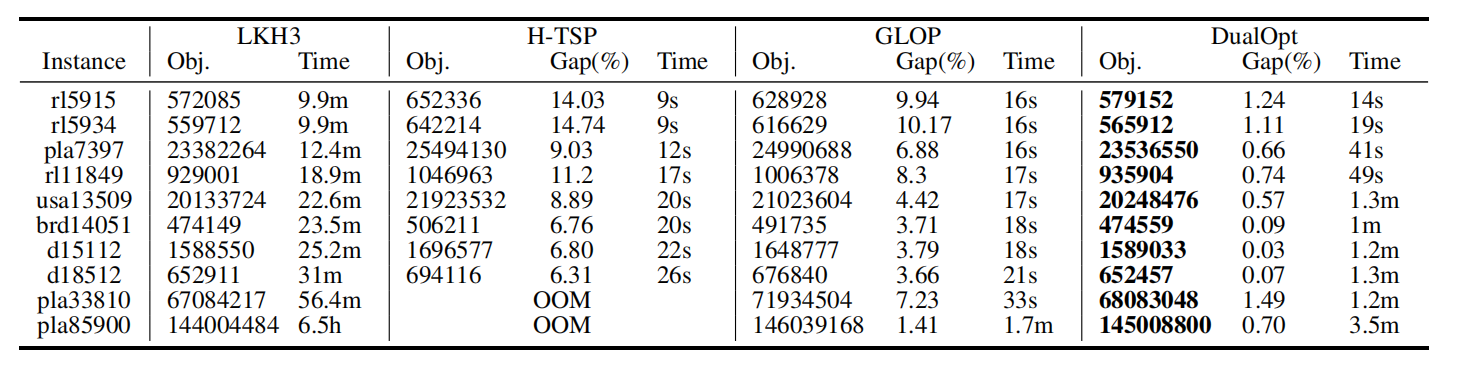 LKH3 H-TSP GLOP DualOpt
Instance Obj. Time Obj. Gap(%) Time Obj. Gap(%) Time Obj. Gap(%) Time
rl5915 572085 9.9m 652336 14.03 9s 628928 9.94 16s 579152 1.24 14s
rl5934 559712 9.9m 642214 14.74 9s 616629 10.17 16s 565912 1.11 19s
pla7397 23382264 12.4m 25494130 9.03 12s 24990688 6.88 16s 23536550 0.66 41s
rl11849 929001 18.9m 1046963 11.2 17s 1006378 8.3 17s 935904 0.74 49s
usa13509 20133724 22.6m 21923532 8.89 20s 21023604 4.42 17s 20248476 0.57 1.3m
brd14051 474149 23.5m 506211 6.76 20s 491735 3.71 18s 474559 0.09 1m
d15112 1588550 25.2m 1696577 6.80 22s 1648777 3.79 18s 1589033 0.03 1.2m
d18512 652911 31m 694116 6.31 26s 676840 3.66 21s 652457 0.07 1.3m
pla33810 67084217 56.4m OOM 71934504 7.23 33s 68083048 1.49 1.2m
pla85900 144004484 6.5h OOM 146039168 1.41 1.7m 145008800 0.70 3.5m